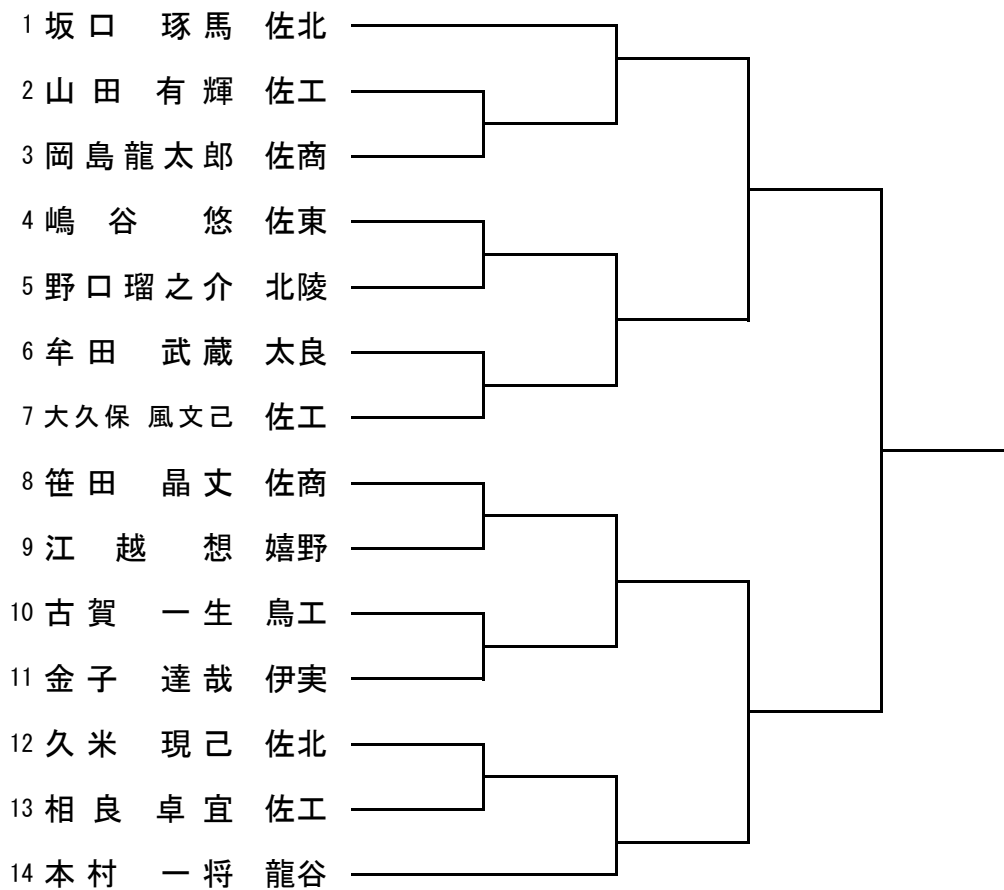 1 坂口 琢馬 佐北
2 山田 有輝 佐工
3 岡島龍太郎 佐商
4 嶋谷 悠 佐東
5 野口瑠之介 北陵
6 牟田 武蔵 太良
7 大久保 風文己 佐工
8 笹田 晶丈 佐商
9 江越 想 嬉野
10 古賀 一生 鳥工
11 金子 達哉 伊実
12 久米 現己 佐北
13 相良 卓宜 佐工
14 本村 一将 龍谷